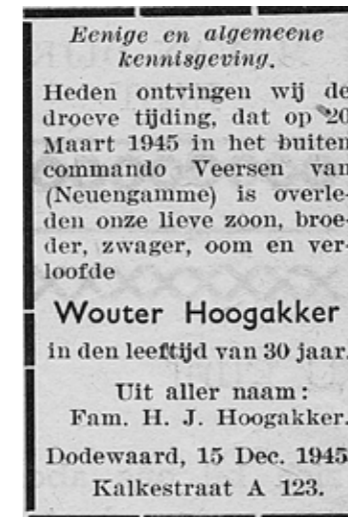 Eenige en algemeene
kennisgeving.
Heden ontvingen wij de
droeve tijding, dat op 20
Maart 1945 in het buiten
commando Veersen van
(Neuengamme) is overle-
den onze lieve zoon, broe-
der, zwager, oom en ver-
loofde
Wouter Hoogakker
in den leeftijd van 30 jaar.
Uit aller naam:
Fam. H. J. Hoogakker.
Dodewaard, 15 Dec. 1945
Kalkestraat A 123.